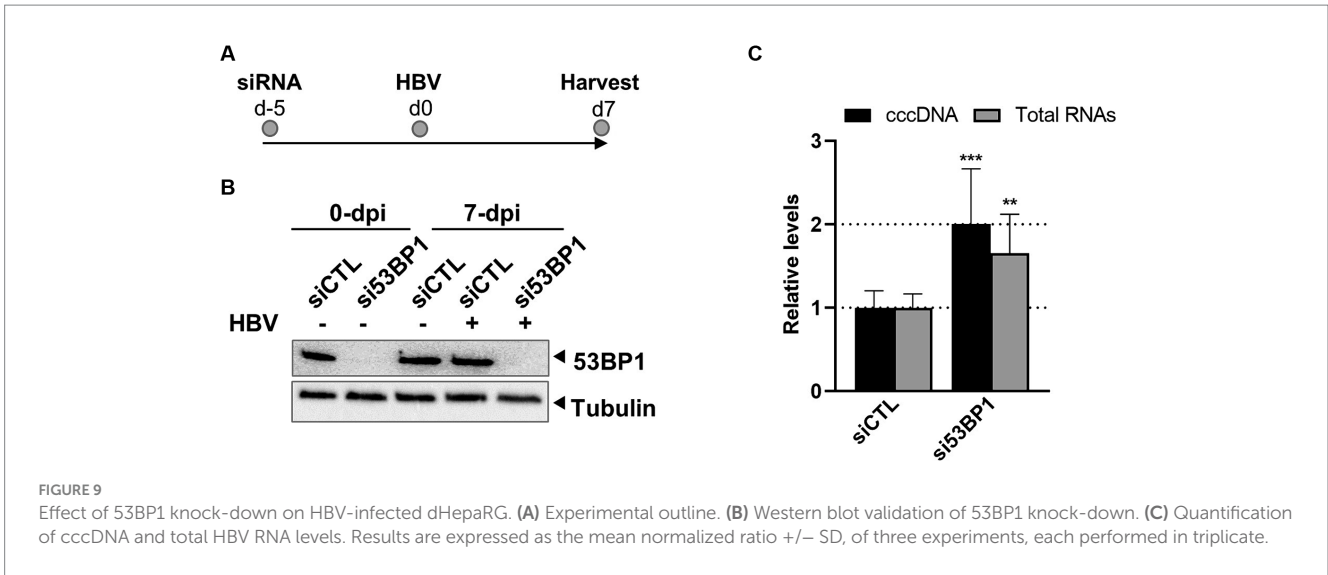 A
siRNA HBV Harvest
d-5 d0 d7
B
0-dpi 7-dpi
siCTL si53BP1 siCTL siCTL si53BP1
HBV - - - + +
53BP1
Tubulin
C
cccDNA Total RNAs
Relative levels
3
2
1
0
*** **
siCTL si53BP1
FIGURE 9
Effect of 53BP1 knock-down on HBV-infected dHepaRG. (A) Experimental outline. (B) Western blot validation of 53BP1 knock-down. (C) Quantification
of cccDNA and total HBV RNA levels. Results are expressed as the mean normalized ratio +/− SD, of three experiments, each performed in triplicate.